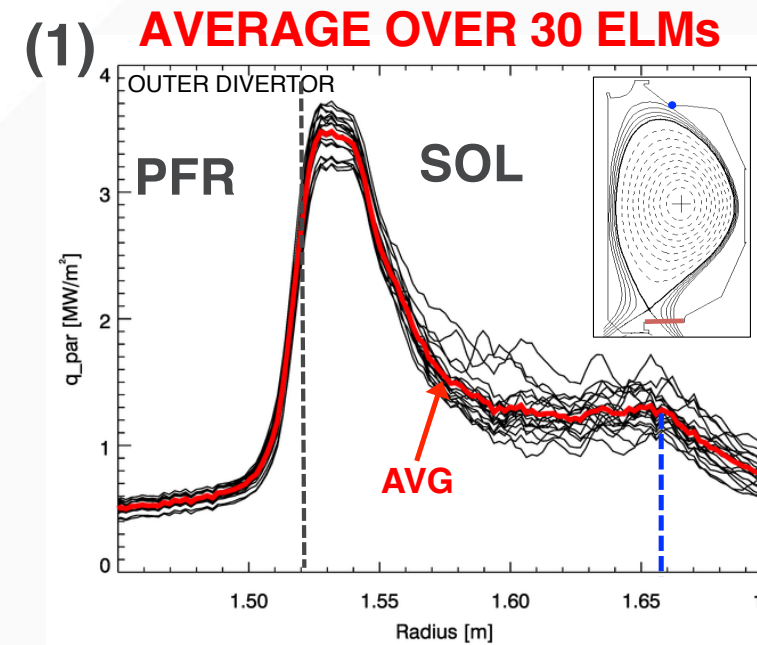 (1) AVERAGE OVER 30 ELMs
OUTER DIVERTOR
PFR
SOL
AVG
q_par [MW/m²]
4
3
2
1
0
1.50 1.55 1.60 1.65
Radius [m]